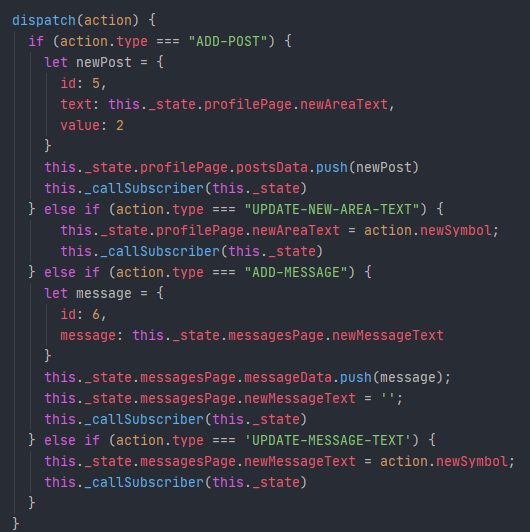 dispatch(action) {
  if (action.type === "ADD-POST") {
    let newPost = {
      id: 5,
      text: this._state.profilePage.newAreaText,
      value: 2
    }
    this._state.profilePage.postsData.push(newPost)
    this._callSubscriber(this._state)
  } else if (action.type === "UPDATE-NEW-AREA-TEXT") {
      this._state.profilePage.newAreaText = action.newSymbol;
      this._callSubscriber(this._state)
  } else if (action.type === "ADD-MESSAGE") {
    let message = {
      id: 6,
      message: this._state.messagesPage.newMessageText
    }
    this._state.messagesPage.messageData.push(message);
    this._state.messagesPage.newMessageText = '';
    this._callSubscriber(this._state)
  } else if (action.type === 'UPDATE-MESSAGE-TEXT') {
    this._state.messagesPage.newMessageText = action.newSymbol;
    this._callSubscriber(this._state)
  }
}